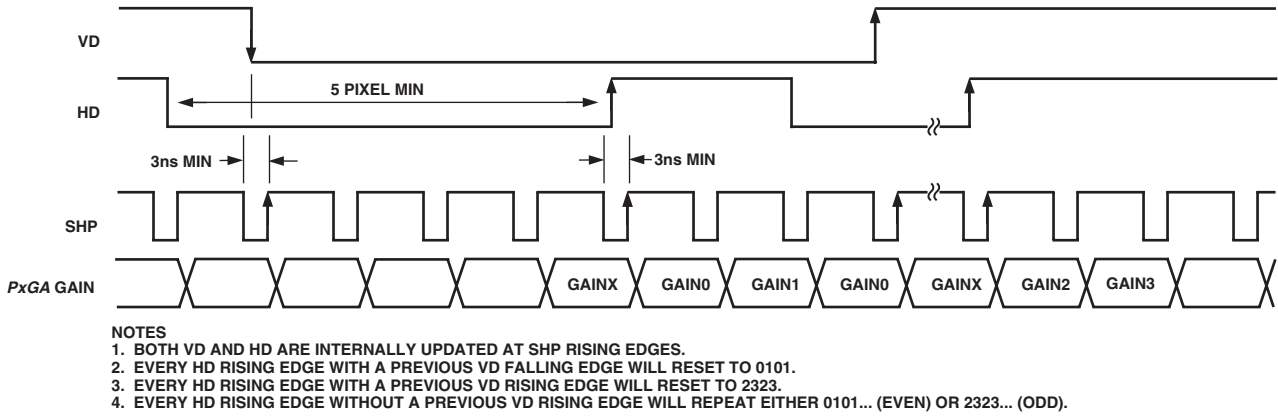 VD
HD
5 PIXEL MIN
3ns MIN
3ns MIN
SHP
PxGA GAIN
GAINX
GAIN0
GAIN1
GAIN0
GAINX
GAIN2
GAIN3
NOTES
1. BOTH VD AND HD ARE INTERNALLY UPDATED AT SHP RISING EDGES.
2. EVERY HD RISING EDGE WITH A PREVIOUS VD FALLING EDGE WILL RESET TO 0101.
3. EVERY HD RISING EDGE WITH A PREVIOUS VD RISING EDGE WILL RESET TO 2323.
4. EVERY HD RISING EDGE WITHOUT A PREVIOUS VD RISING EDGE WILL REPEAT EITHER 0101... (EVEN) OR 2323... (ODD).